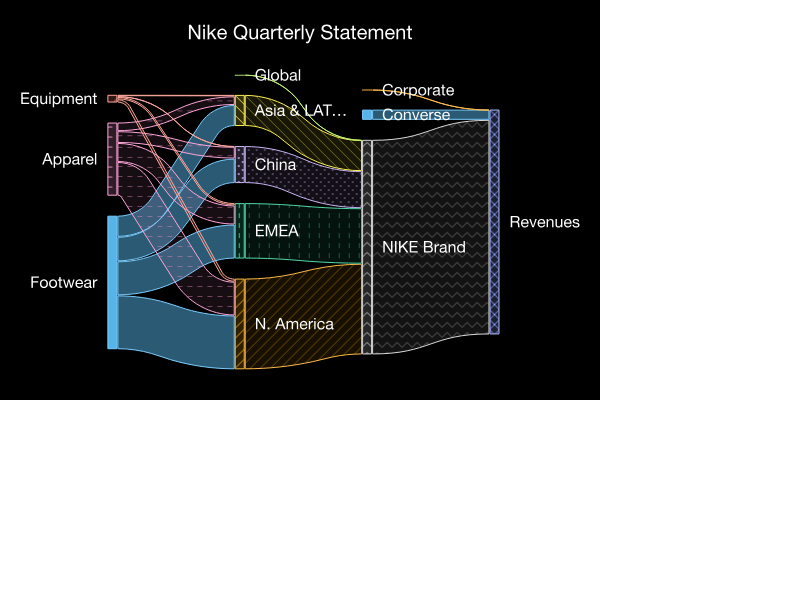 Nike Quarterly Statement
Global
Corporate
Equipment
Asia & LAT…
Converse
Apparel
China
Revenues
EMEA
NIKE Brand
Footwear
N. America